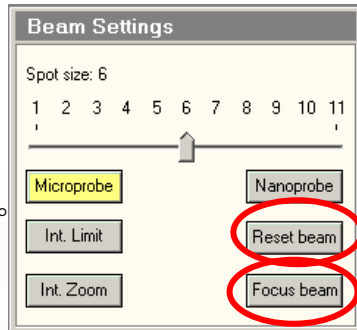 Beam Settings
Spot size: 6
1 2 3 4 5 6 7 8 9 10 11
Microprobe Nanoprobe
Int. Limit Reset beam
Int. Zoom Focus beam